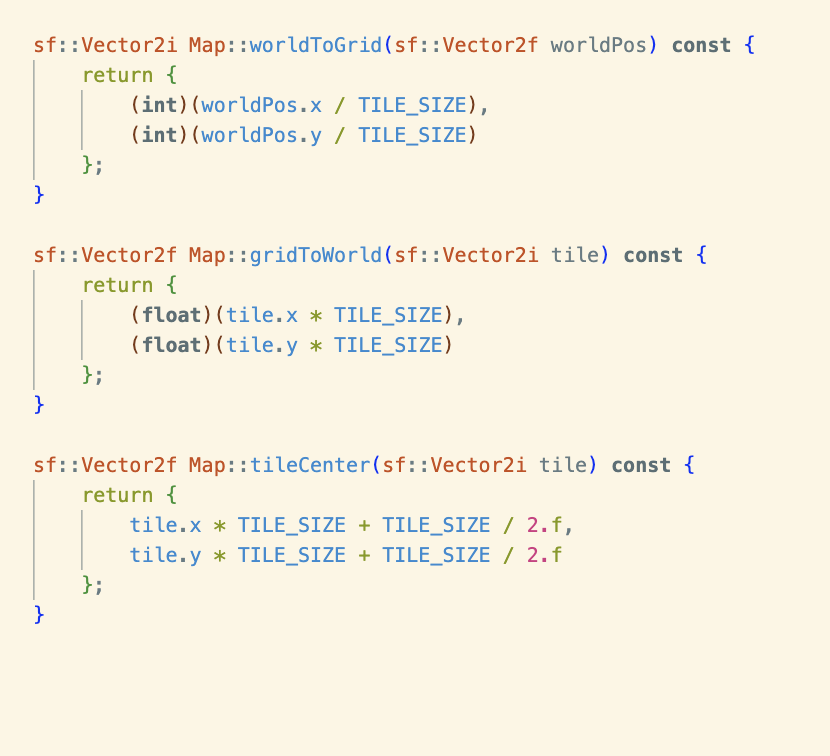 sf::Vector2i Map::worldToGrid(sf::Vector2f worldPos) const {
    return {
        (int)(worldPos.x / TILE_SIZE),
        (int)(worldPos.y / TILE_SIZE)
    };
}

sf::Vector2f Map::gridToWorld(sf::Vector2i tile) const {
    return {
        (float)(tile.x * TILE_SIZE),
        (float)(tile.y * TILE_SIZE)
    };
}

sf::Vector2f Map::tileCenter(sf::Vector2i tile) const {
    return {
        tile.x * TILE_SIZE + TILE_SIZE / 2.f,
        tile.y * TILE_SIZE + TILE_SIZE / 2.f
    };
}